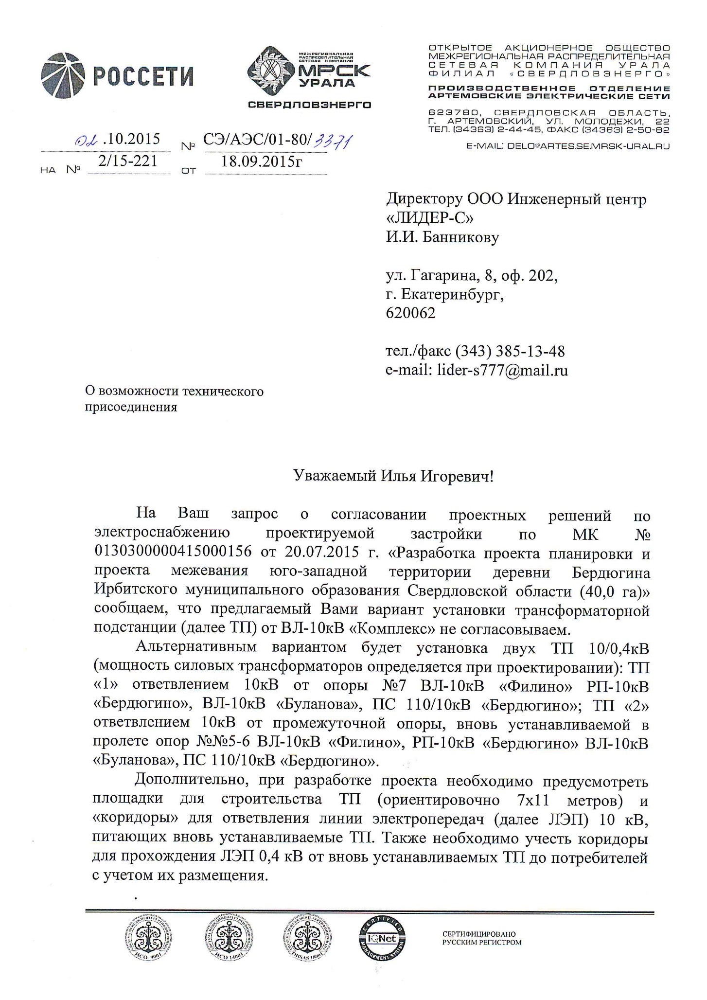 РОССЕТИ
МЕЖРЕГИОНАЛЬНАЯ
РАСПРЕДЕЛИТЕЛЬНАЯ
СЕТЕВАЯ КОМПАНИЯ
МРСК
УРАЛА
СВЕРДЛОВЭНЕРГО
ОТКРЫТОЕ АКЦИОНЕРНОЕ ОБЩЕСТВО
МЕЖРЕГИОНАЛЬНАЯ РАСПРЕДЕЛИТЕЛЬНАЯ
СЕТЕВАЯ КОМПАНИЯ УРАЛА
ФИЛИАЛ «СВЕРДЛОВЭНЕРГО»
ПРОИЗВОДСТВЕННОЕ ОТДЕЛЕНИЕ
АРТЕМОВСКИЕ ЭЛЕКТРИЧЕСКИЕ СЕТИ
623780, СВЕРДЛОВСКАЯ ОБЛАСТЬ,
Г. АРТЕМОВСКИЙ, УЛ. МОЛОДЕЖИ, 22
ТЕЛ. (34363) 2-44-45, ФАКС (34363) 2-50-82
E-MAIL: DELO@ARTES.SE.MRSK-URAL.RU
02.10.2015 № СЭ/АЭС/01-80/3371
НА № 2/15-221 ОТ 18.09.2015г
Директору ООО Инженерный центр
«ЛИДЕР-С»
И.И. Банникову
ул. Гагарина, 8, оф. 202,
г. Екатеринбург,
620062
тел./факс (343) 385-13-48
e-mail: lider-s777@mail.ru
О возможности технического
присоединения
Уважаемый Илья Игоревич!
На Ваш запрос о согласовании проектных решений по
электроснабжению проектируемой застройки по МК №
0130300000415000156 от 20.07.2015 г. «Разработка проекта планировки и
проекта межевания юго-западной территории деревни Бердюгина
Ирбитского муниципального образования Свердловской области (40,0 га)»
сообщаем, что предлагаемый Вами вариант установки трансформаторной
подстанции (далее ТП) от ВЛ-10кВ «Комплекс» не согласовываем.
Альтернативным вариантом будет установка двух ТП 10/0,4кВ
(мощность силовых трансформаторов определяется при проектировании): ТП
«1» ответвлением 10кВ от опоры №7 ВЛ-10кВ «Филино» РП-10кВ
«Бердюгино», ВЛ-10кВ «Буланова», ПС 110/10кВ «Бердюгино»; ТП «2»
ответвлением 10кВ от промежуточной опоры, вновь устанавливаемой в
пролете опор №№5-6 ВЛ-10кВ «Филино», РП-10кВ «Бердюгино» ВЛ-10кВ
«Буланова», ПС 110/10кВ «Бердюгино».
Дополнительно, при разработке проекта необходимо предусмотреть
площадки для строительства ТП (ориентировочно 7х11 метров) и
«коридоры» для ответвления линии электропередач (далее ЛЭП) 10 кВ,
питающих вновь устанавливаемые ТП. Также необходимо учесть коридоры
для прохождения ЛЭП 0,4 кВ от вновь устанавливаемых ТП до потребителей
с учетом их размещения.
ИСО 9001
ИСО 14001
OHSAS 18001
CERTIFIED
IQNet
MANAGEMENT SYSTEM
СЕРТИФИЦИРОВАНО
РУССКИМ РЕГИСТРОМ